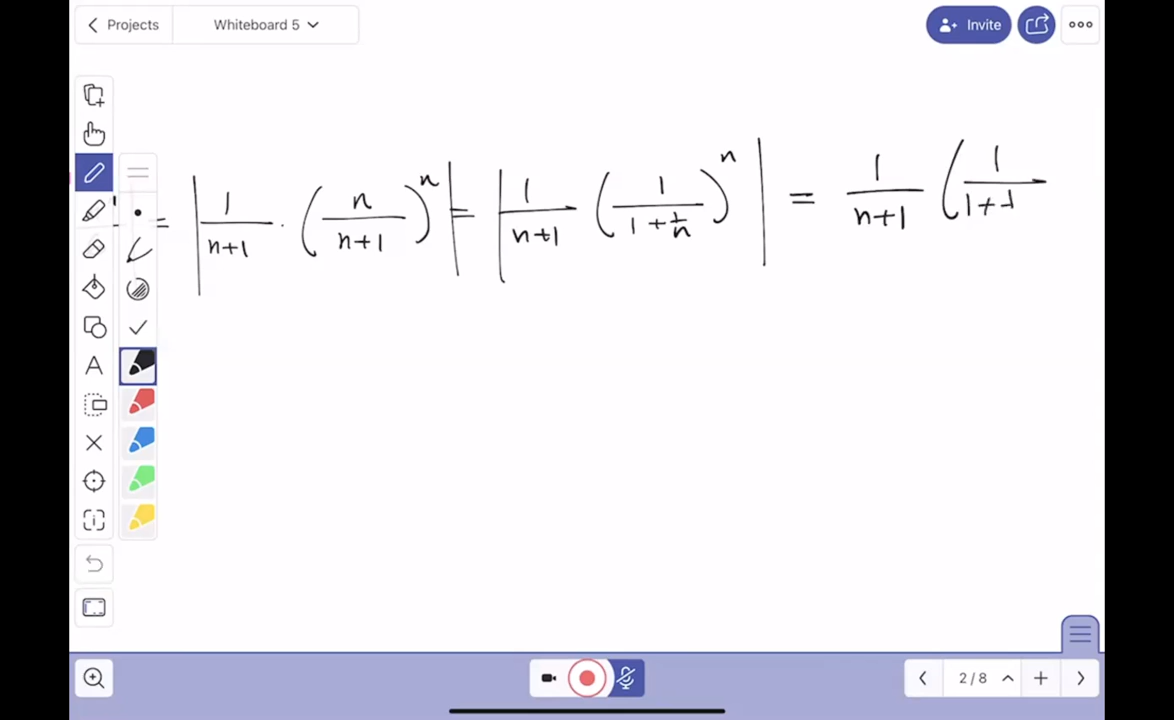 Projects Whiteboard 5 Invite
= | 1/(n+1) · (n/(n+1))^n | = | 1/(n+1) (1/(1+1/n))^n | = 1/(n+1) (1/(1+1
A
2/8